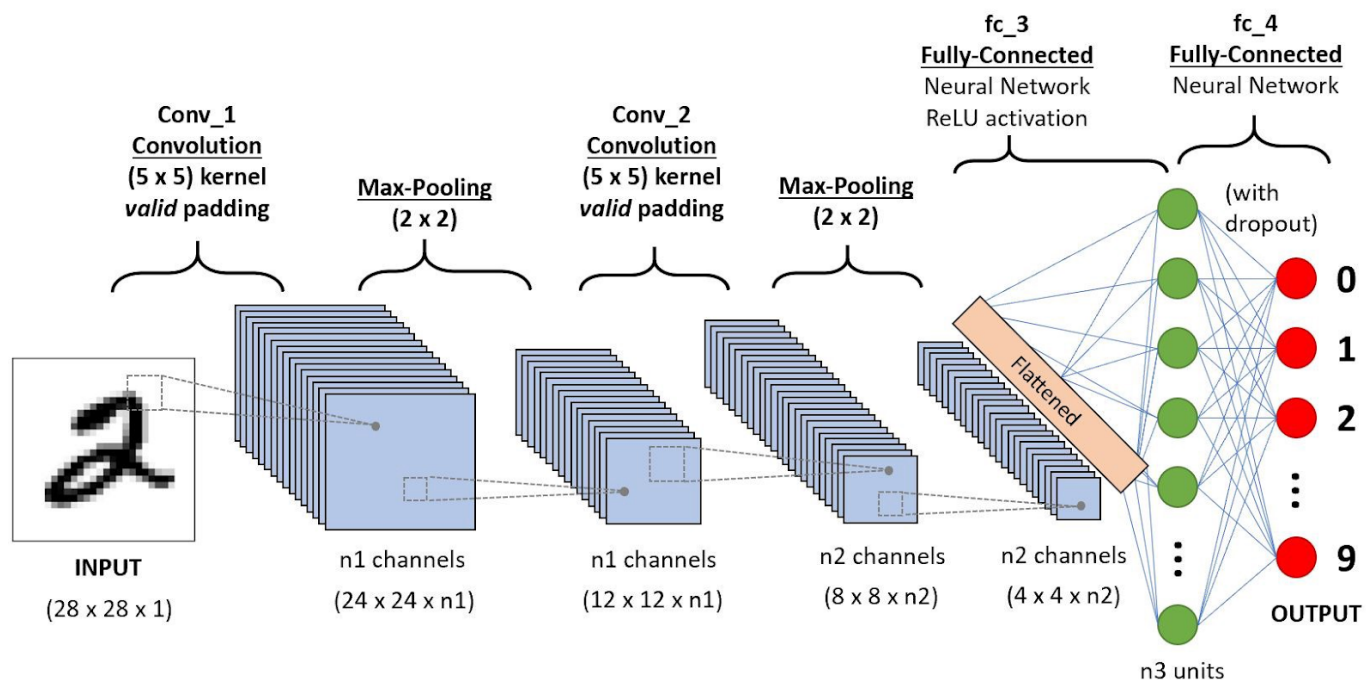 Conv_1
Convolution
(5 x 5) kernel
valid padding
Max-Pooling
(2 x 2)
Conv_2
Convolution
(5 x 5) kernel
valid padding
Max-Pooling
(2 x 2)
fc_3
Fully-Connected
Neural Network
ReLU activation
fc_4
Fully-Connected
Neural Network
(with
dropout)
Flattened
0
1
2
9
OUTPUT
2
INPUT
(28 x 28 x 1)
n1 channels
(24 x 24 x n1)
n1 channels
(12 x 12 x n1)
n2 channels
(8 x 8 x n2)
n2 channels
(4 x 4 x n2)
n3 units